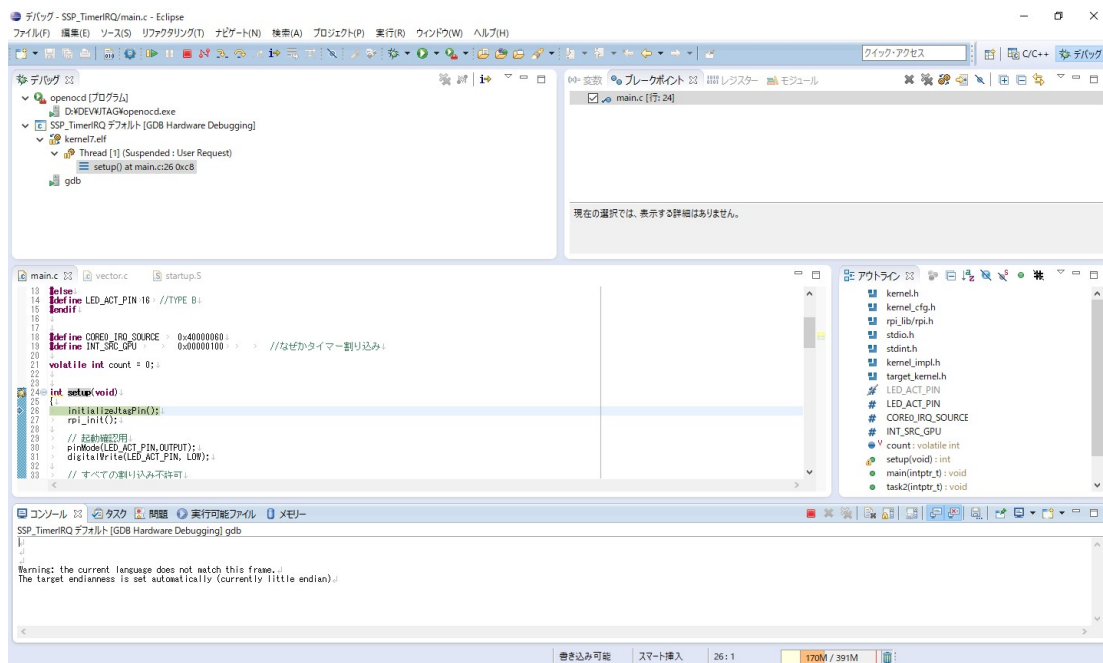 デバッグ - SSP_TimerIRQ/main.c - Eclipse
ファイル(F) 編集(E) ソース(S) リファクタリング(T) ナビゲート(N) 検索(A) プロジェクト(P) 実行(R) ウィンドウ(W) ヘルプ(H)
クイック・アクセス
C/C++ デバッグ
デバッグ
openocd [プログラム]
D:¥DEV¥JTAG¥openocd.exe
SSP_TimerIRQ デフォルト [GDB Hardware Debugging]
kernel7.elf
Thread [1] (Suspended : User Request)
setup() at main.c:26 0xc8
gdb
変数 ブレークポイント レジスター モジュール
main.c [行: 24]
現在の選択では、表示する詳細はありません。
main.c vector.c startup.S
13 #else
14 #define LED_ACT_PIN 16 //TYPE B
15 #endif
16
17
18 #define CORE0_IRQ_SOURCE 0x40000060
19 #define INT_SRC_GPU 0x00000100 //なぜかタイマー割り込み
20
21 volatile int count = 0;
22
23
24 int setup(void)
25 {
26 initializeJtagPin();
27 rpi_init();
28
29 // 起動確認用
30 pinMode(LED_ACT_PIN,OUTPUT);
31 digitalWrite(LED_ACT_PIN, LOW);
32
33 // すべての割り込み不許可
アウトライン
kernel.h
kernel_cfg.h
rpi_lib/rpi.h
stdio.h
stdint.h
kernel_impl.h
target_kernel.h
LED_ACT_PIN
LED_ACT_PIN
CORE0_IRQ_SOURCE
INT_SRC_GPU
count : volatile int
setup(void) : int
main(intptr_t) : void
task2(intptr_t) : void
コンソール タスク 問題 実行可能ファイル メモリー
SSP_TimerIRQ デフォルト [GDB Hardware Debugging] gdb
Warning: the current language does not match this frame.
The target endianness is set automatically (currently little endian)
書き込み可能 スマート挿入 26 : 1 170M / 391M